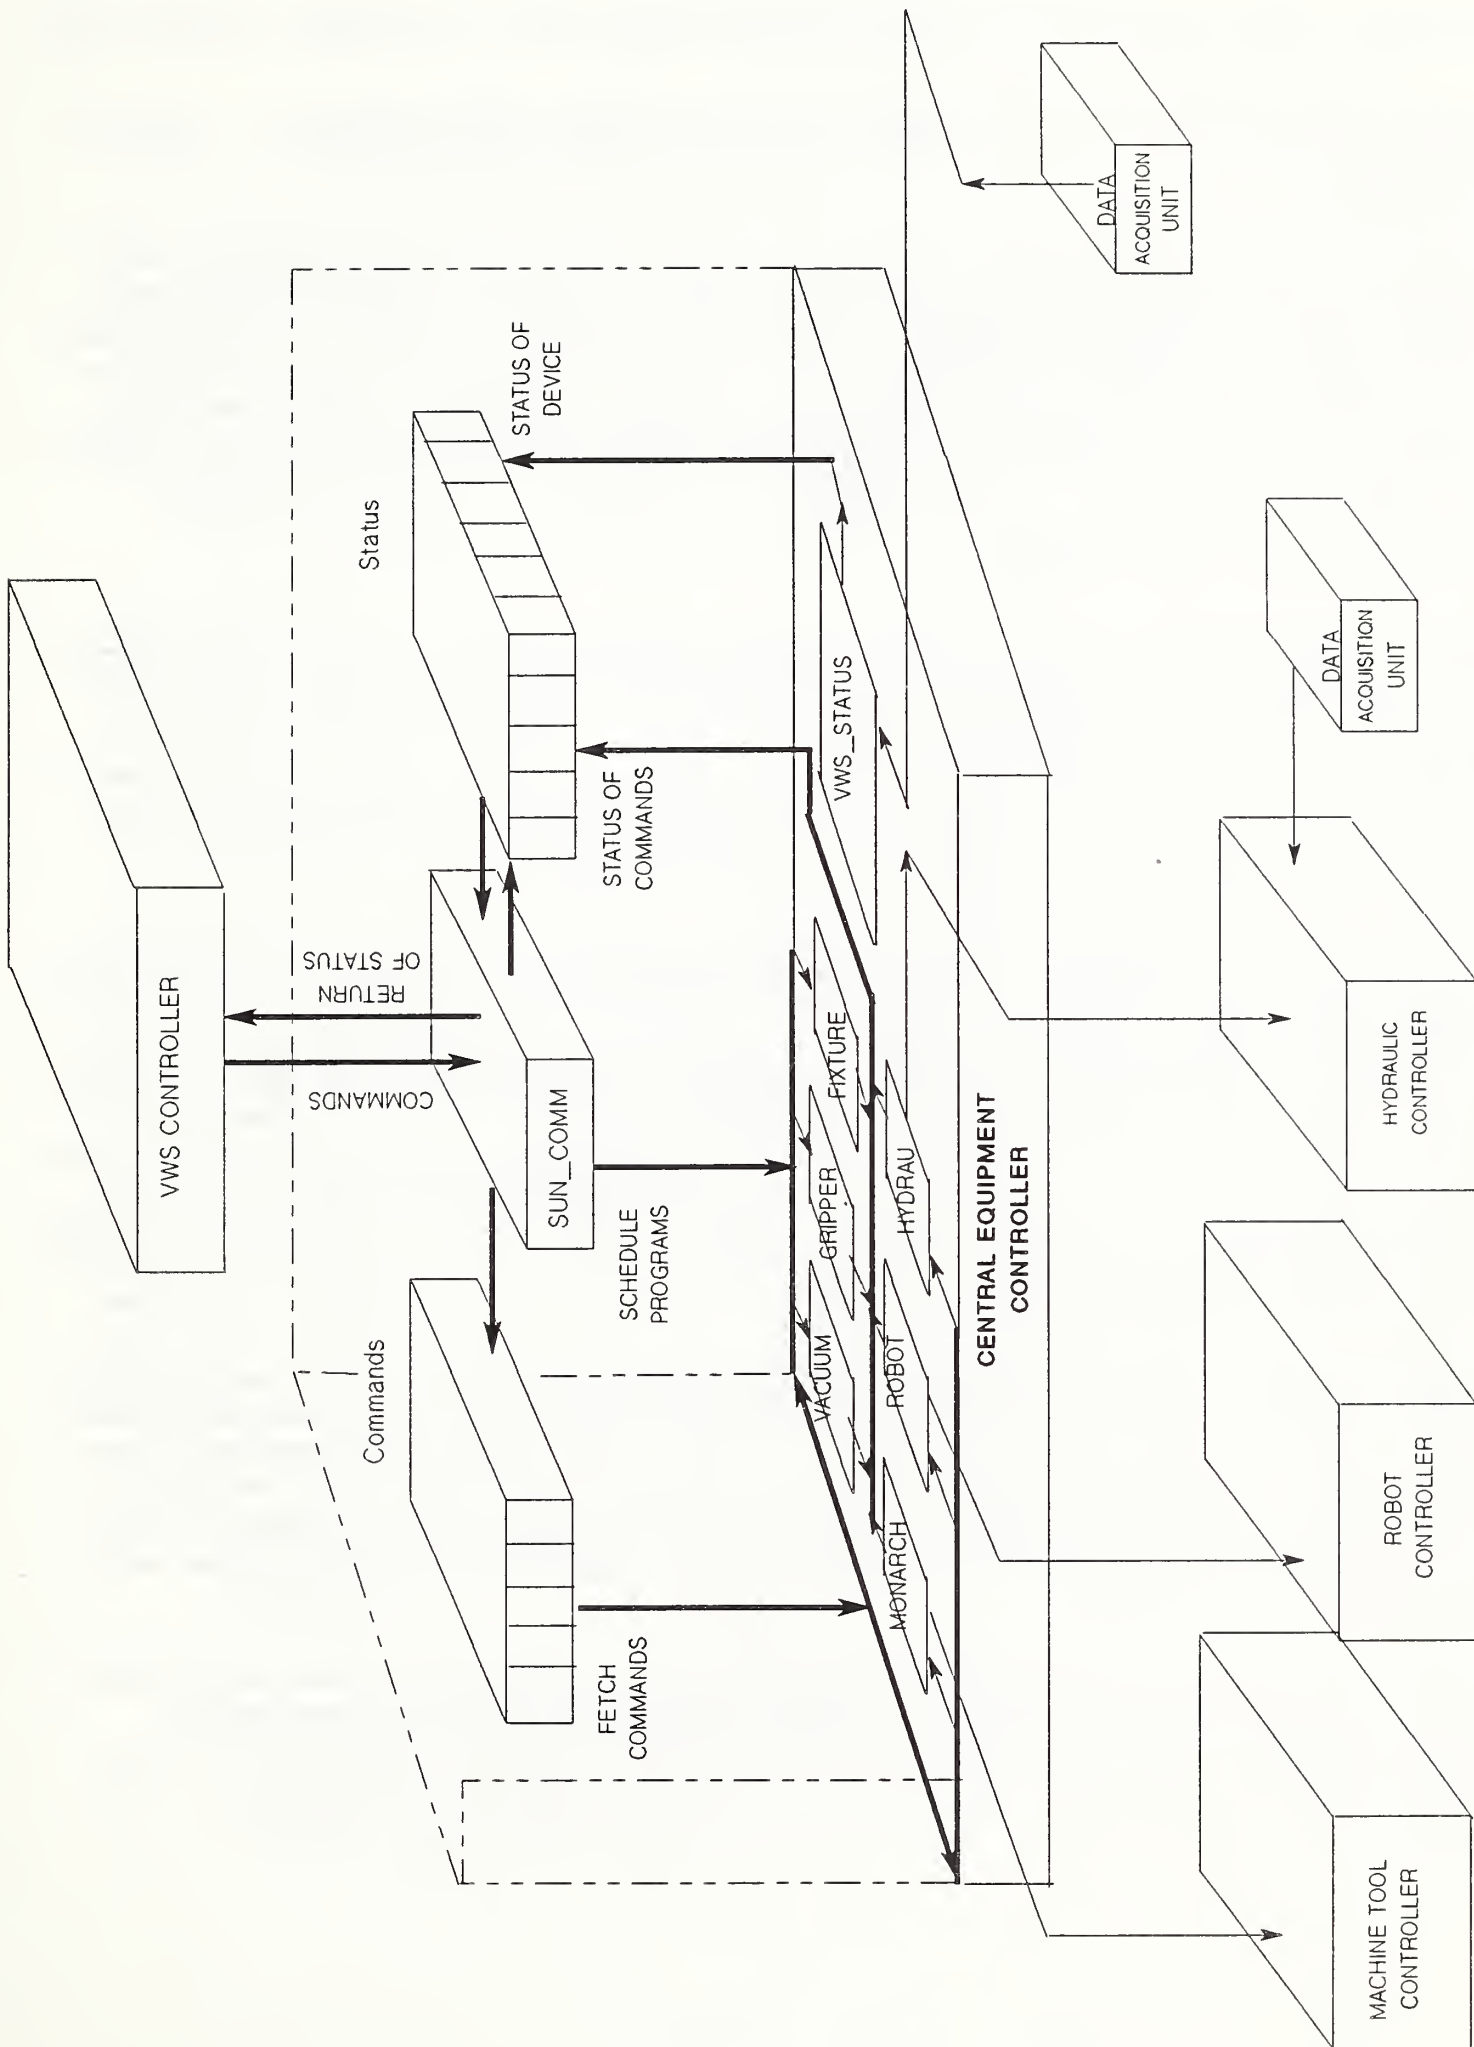 VWS CONTROLLER
COMMANDS
RETURN
OF STATUS
Commands
SUN_COMM
Status
FETCH
COMMANDS
SCHEDULE
PROGRAMS
STATUS OF
COMMANDS
STATUS OF
DEVICE
VACUUM
GRIPPER
FIXTURE
VWS_STATUS
MONARCH
ROBOT
HYDRAU
CENTRAL EQUIPMENT
CONTROLLER
MACHINE TOOL
CONTROLLER
ROBOT
CONTROLLER
HYDRAULIC
CONTROLLER
DATA
ACQUISITION
UNIT
DATA
ACQUISITION
UNIT